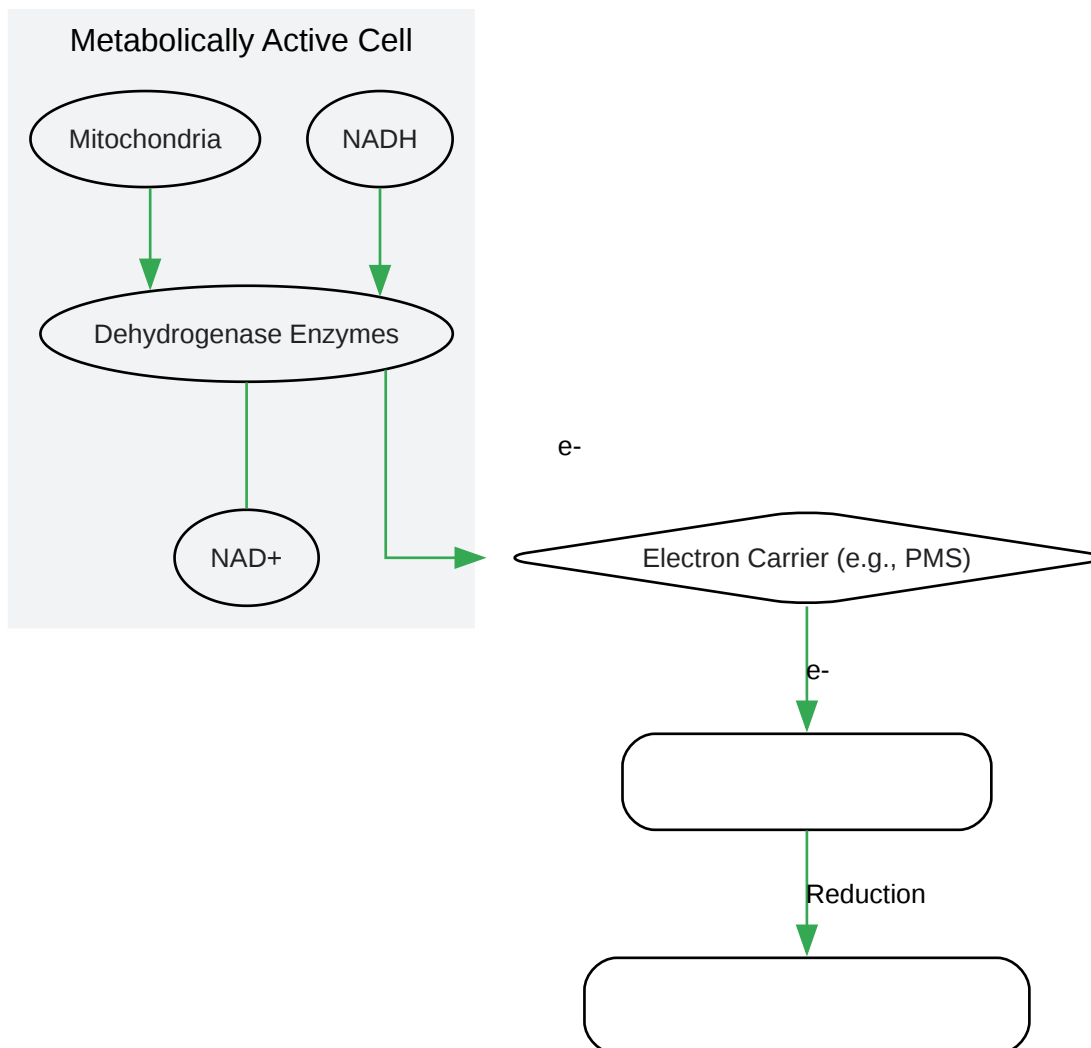 Metabolically Active Cell
Mitochondria
NADH
Dehydrogenase Enzymes
e-
NAD+
Electron Carrier (e.g., PMS)
e-
Reduction